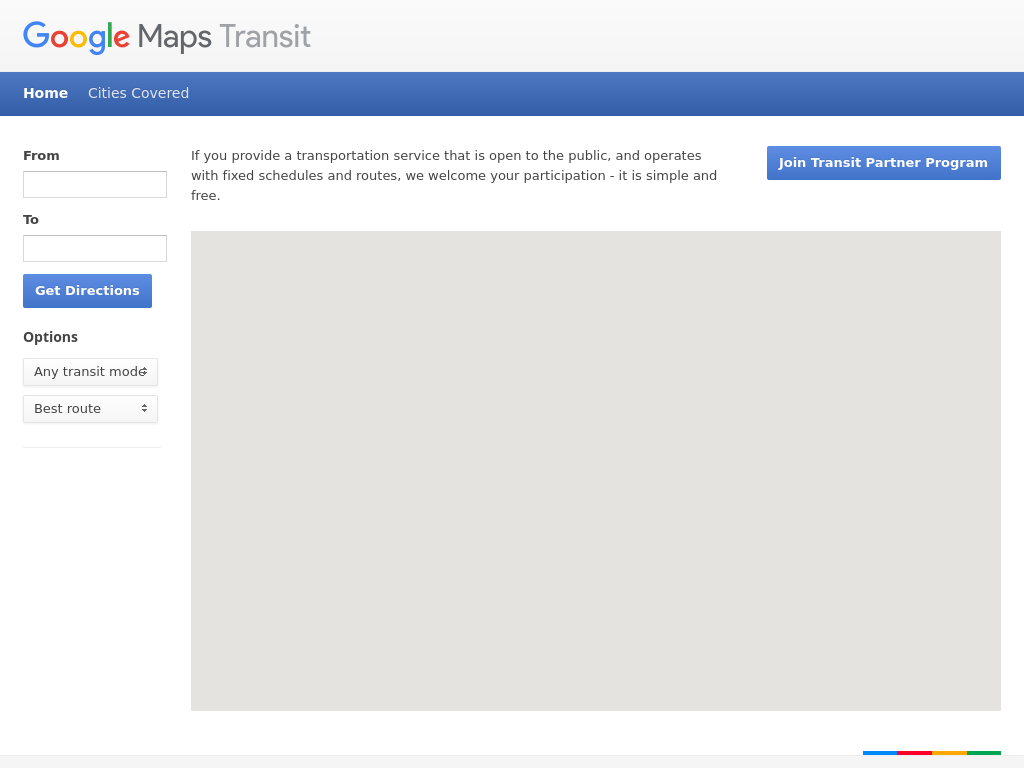 Google Maps Transit
Home Cities Covered
From
To
Get Directions
Options
Any transit mode
Best route
If you provide a transportation service that is open to the public, and operates
with fixed schedules and routes, we welcome your participation - it is simple and
free.
Join Transit Partner Program